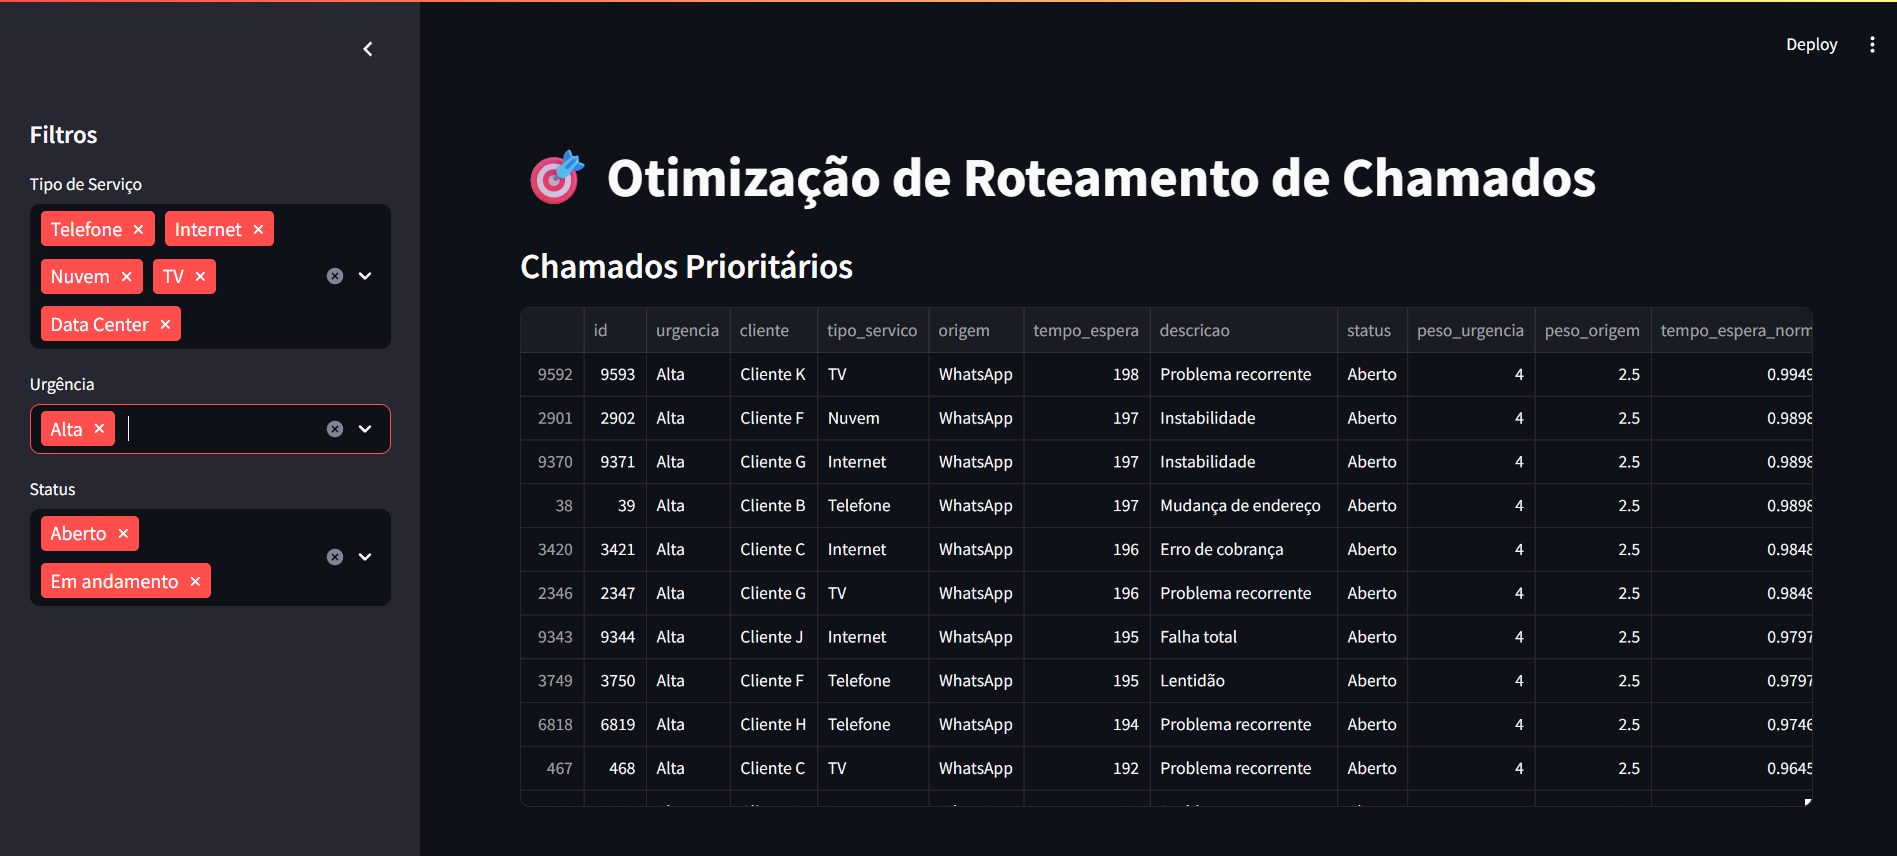 Deploy
Filtros
Tipo de Serviço
Telefone × Internet ×
Nuvem × TV ×
Data Center ×
Urgência
Alta ×
Status
Aberto ×
Em andamento ×
Otimização de Roteamento de Chamados
Chamados Prioritários
id urgencia cliente tipo_servico origem tempo_espera descricao status peso_urgencia peso_origem tempo_espera_norm
9592 9593 Alta Cliente K TV WhatsApp 198 Problema recorrente Aberto 4 2.5 0.9949
2901 2902 Alta Cliente F Nuvem WhatsApp 197 Instabilidade Aberto 4 2.5 0.9898
9370 9371 Alta Cliente G Internet WhatsApp 197 Instabilidade Aberto 4 2.5 0.9898
38 39 Alta Cliente B Telefone WhatsApp 197 Mudança de endereço Aberto 4 2.5 0.9898
3420 3421 Alta Cliente C Internet WhatsApp 196 Erro de cobrança Aberto 4 2.5 0.9848
2346 2347 Alta Cliente G TV WhatsApp 196 Problema recorrente Aberto 4 2.5 0.9848
9343 9344 Alta Cliente J Internet WhatsApp 195 Falha total Aberto 4 2.5 0.9797
3749 3750 Alta Cliente F Telefone WhatsApp 195 Lentidão Aberto 4 2.5 0.9797
6818 6819 Alta Cliente H Telefone WhatsApp 194 Problema recorrente Aberto 4 2.5 0.9746
467 468 Alta Cliente C TV WhatsApp 192 Problema recorrente Aberto 4 2.5 0.9645